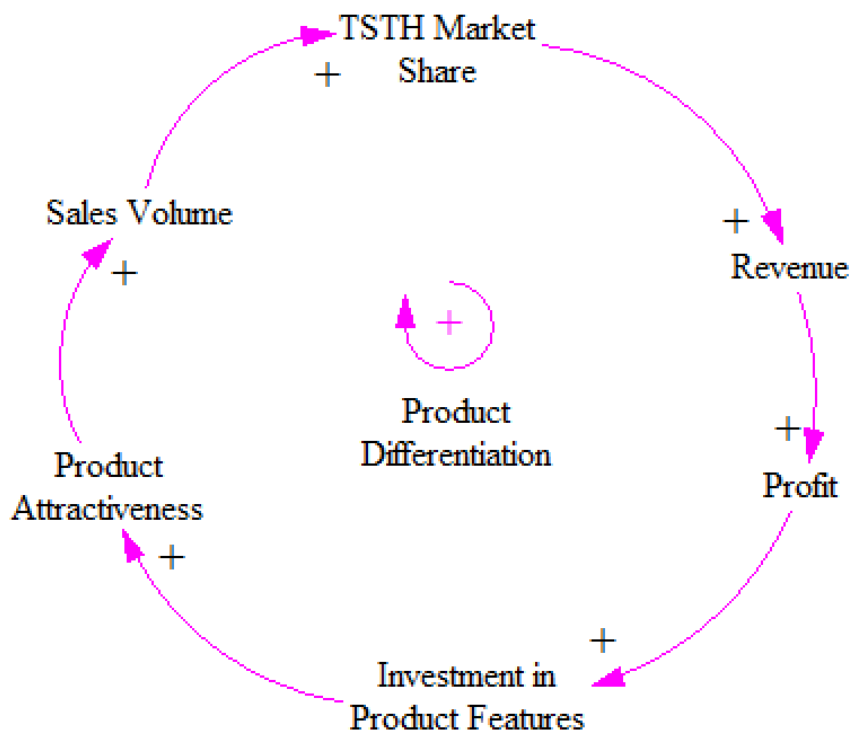 TSTH Market
Share
+
Sales Volume
+
+
Revenue
+
Product
Differentiation
+
Product
Attractiveness
Profit
+
+
Investment in
Product Features